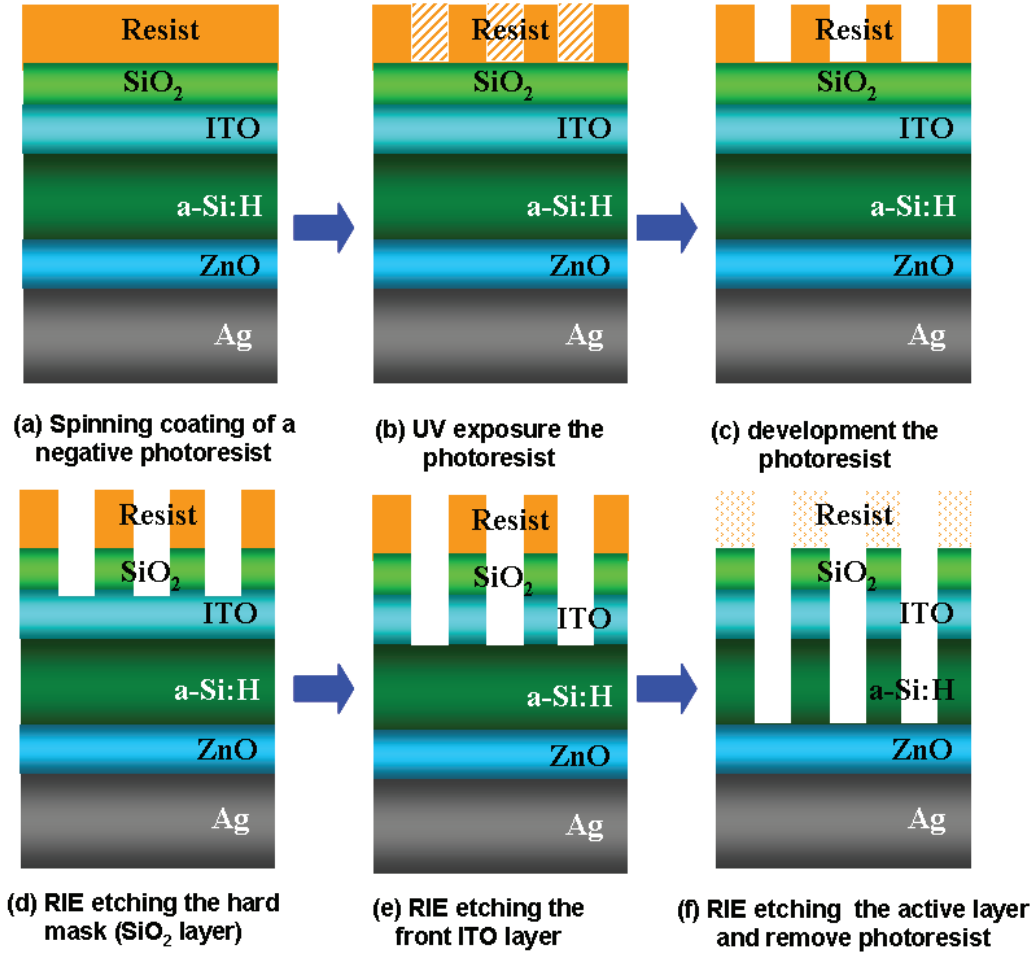 Resist
SiO₂
ITO
a-Si:H
ZnO
Ag
(a) Spinning coating of a
negative photoresist
Resist
SiO₂
ITO
a-Si:H
ZnO
Ag
(b) UV exposure the
photoresist
Resist
SiO₂
ITO
a-Si:H
ZnO
Ag
(c) development the
photoresist
Resist
SiO₂
ITO
a-Si:H
ZnO
Ag
(d) RIE etching the hard
mask (SiO₂ layer)
Resist
SiO₂
ITO
a-Si:H
ZnO
Ag
(e) RIE etching the
front ITO layer
Resist
SiO₂
ITO
a-Si:H
ZnO
Ag
(f) RIE etching the active layer
and remove photoresist